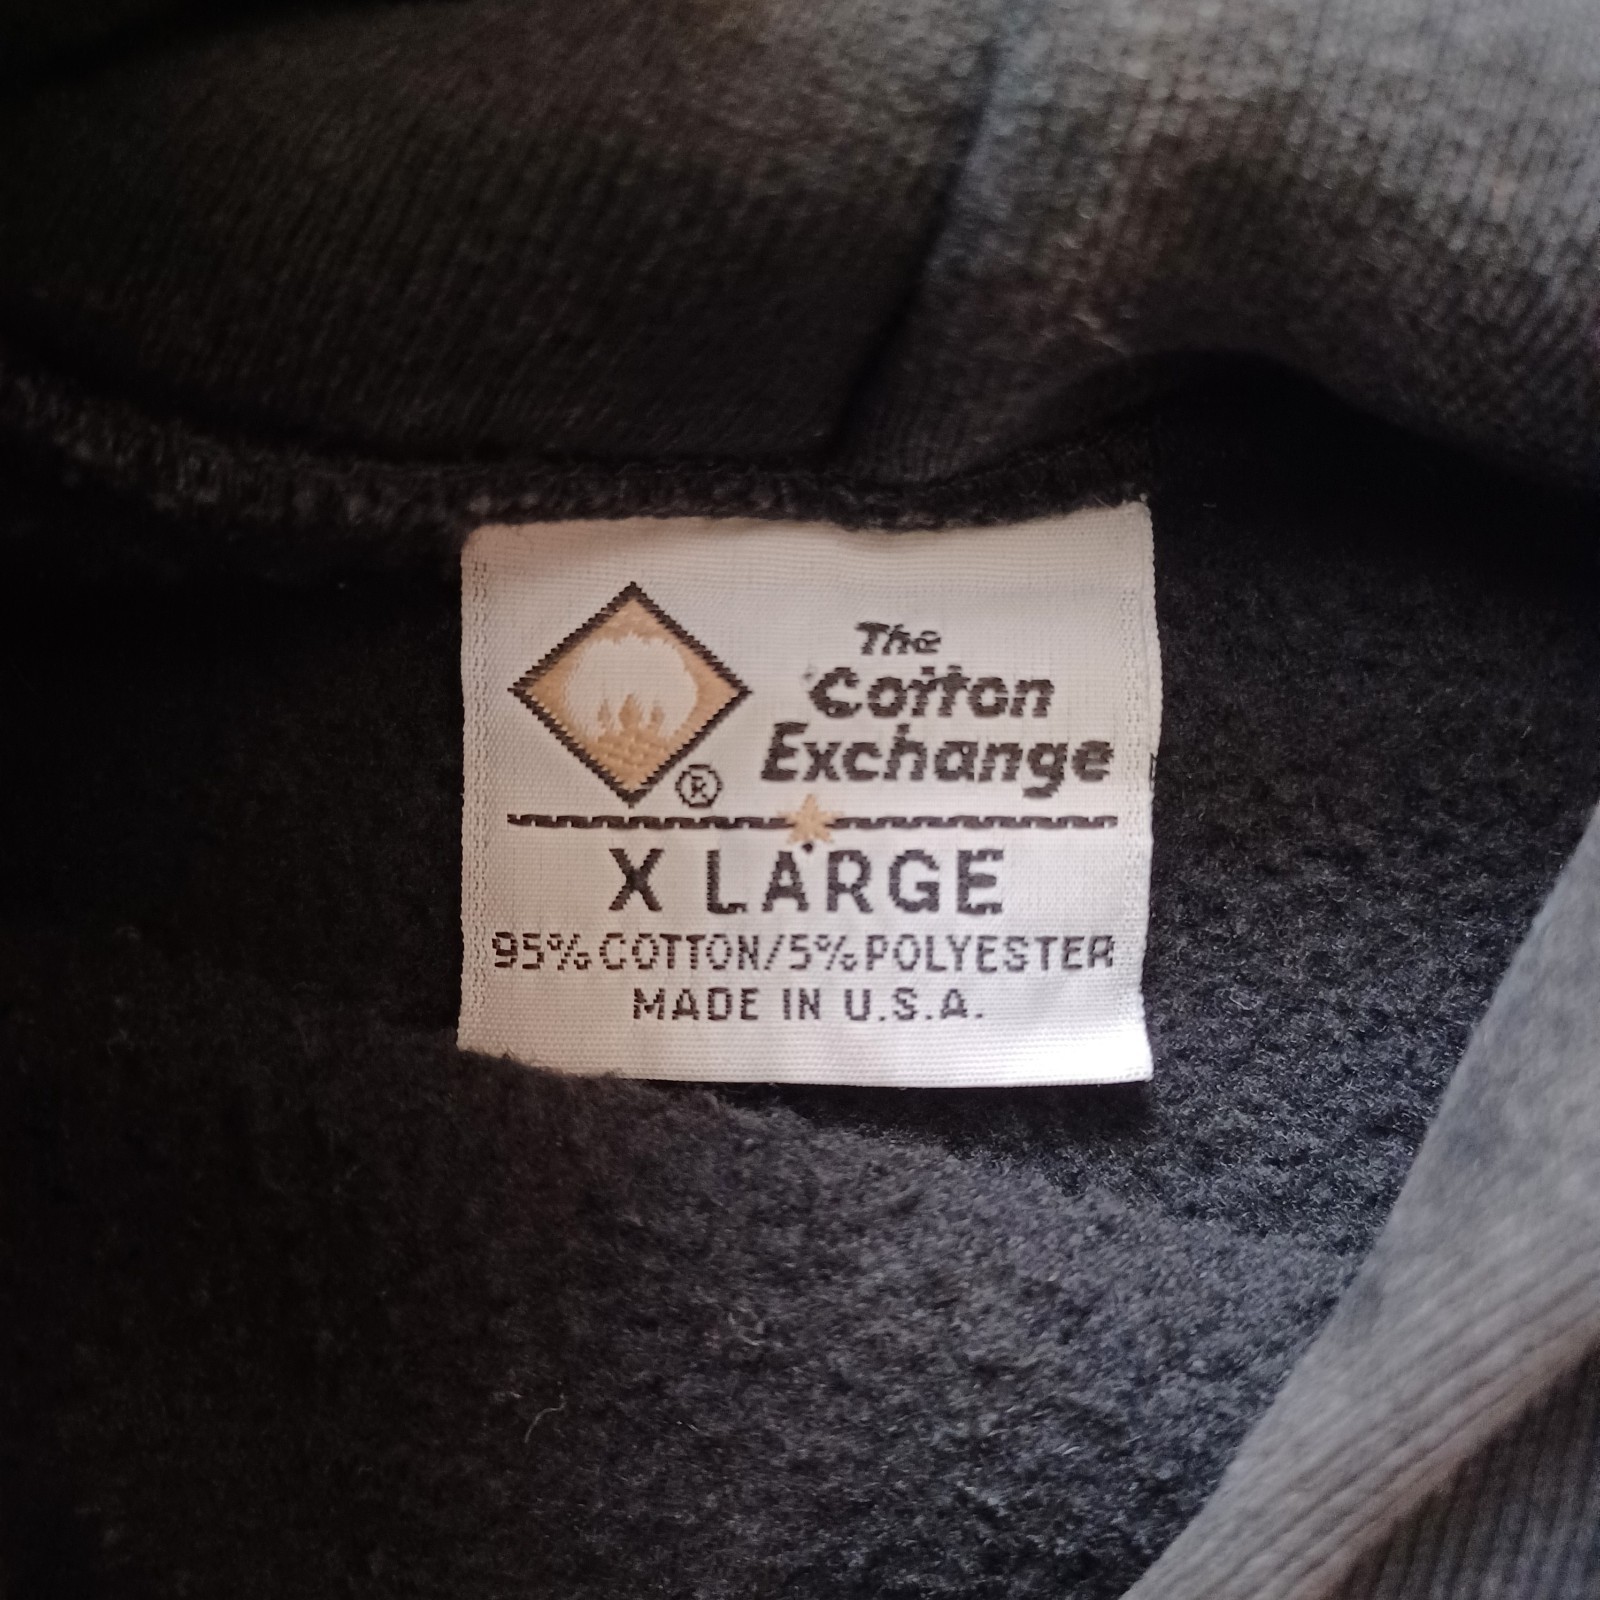 The
Cotton
Exchange
®
X LARGE
95% COTTON/5% POLYESTER
MADE IN U.S.A.